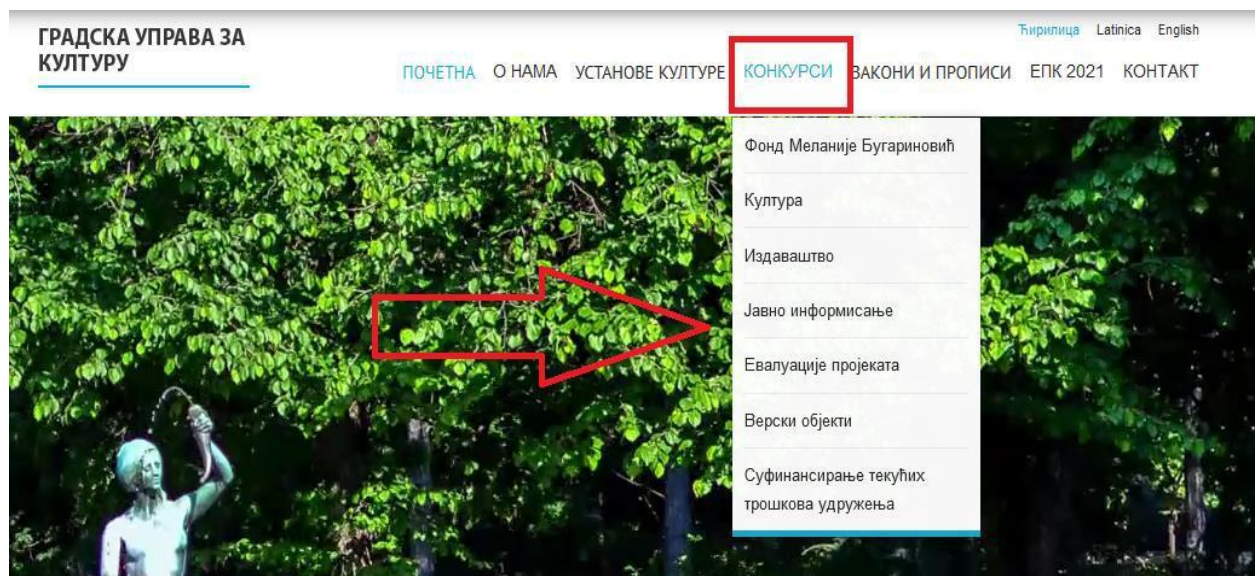 ГРАДСКА УПРАВА ЗА
КУЛТУРУ
Ћирилица Latinica English
ПОЧЕТНА О НАМА УСТАНОВЕ КУЛТУРЕ КОНКУРСИ ЗАКОНИ И ПРОПИСИ ЕПК 2021 КОНТАКТ
Фонд Меланије Бугариновић
Култура
Издаваштво
Јавно информисање
Евалуације пројеката
Верски објекти
Суфинансирање текућих
трошкова удружења